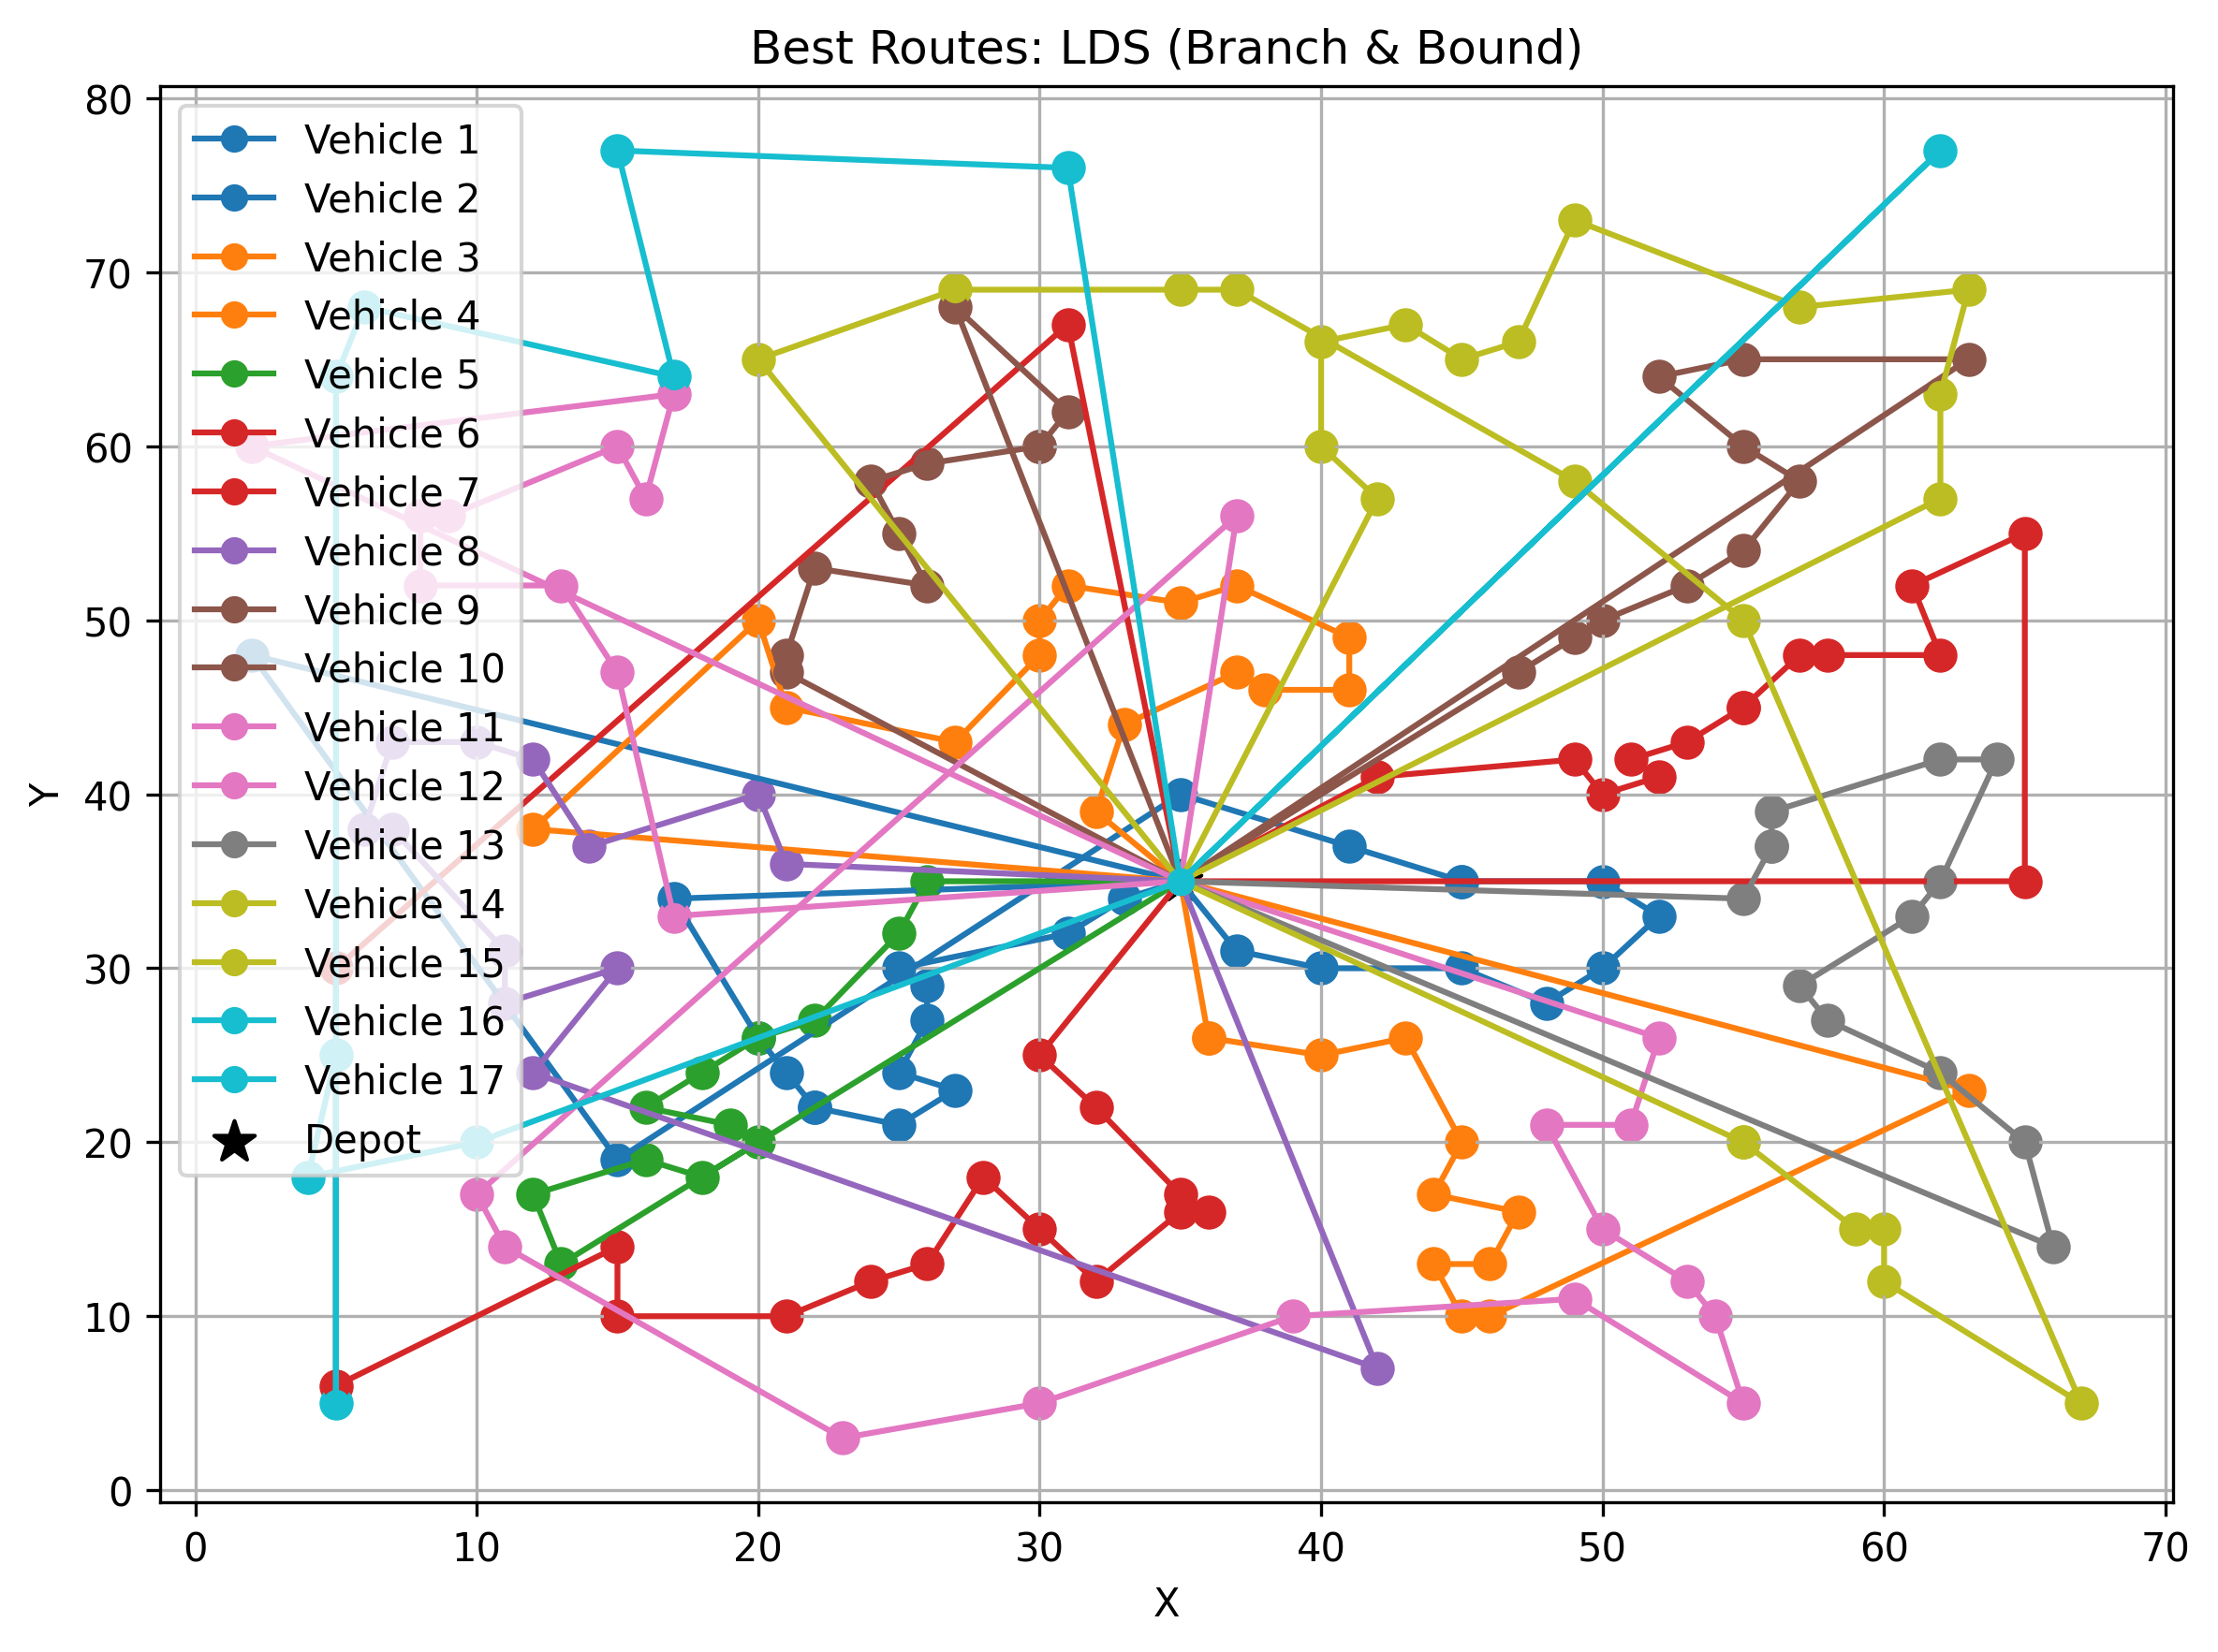 Best Routes: LDS (Branch & Bound)
80
70
60
50
40
30
20
10
0
Y
Vehicle 1
Vehicle 2
Vehicle 3
Vehicle 4
Vehicle 5
Vehicle 6
Vehicle 7
Vehicle 8
Vehicle 9
Vehicle 10
Vehicle 11
Vehicle 12
Vehicle 13
Vehicle 14
Vehicle 15
Vehicle 16
Vehicle 17
Depot
0 10 20 30 40 50 60 70
X